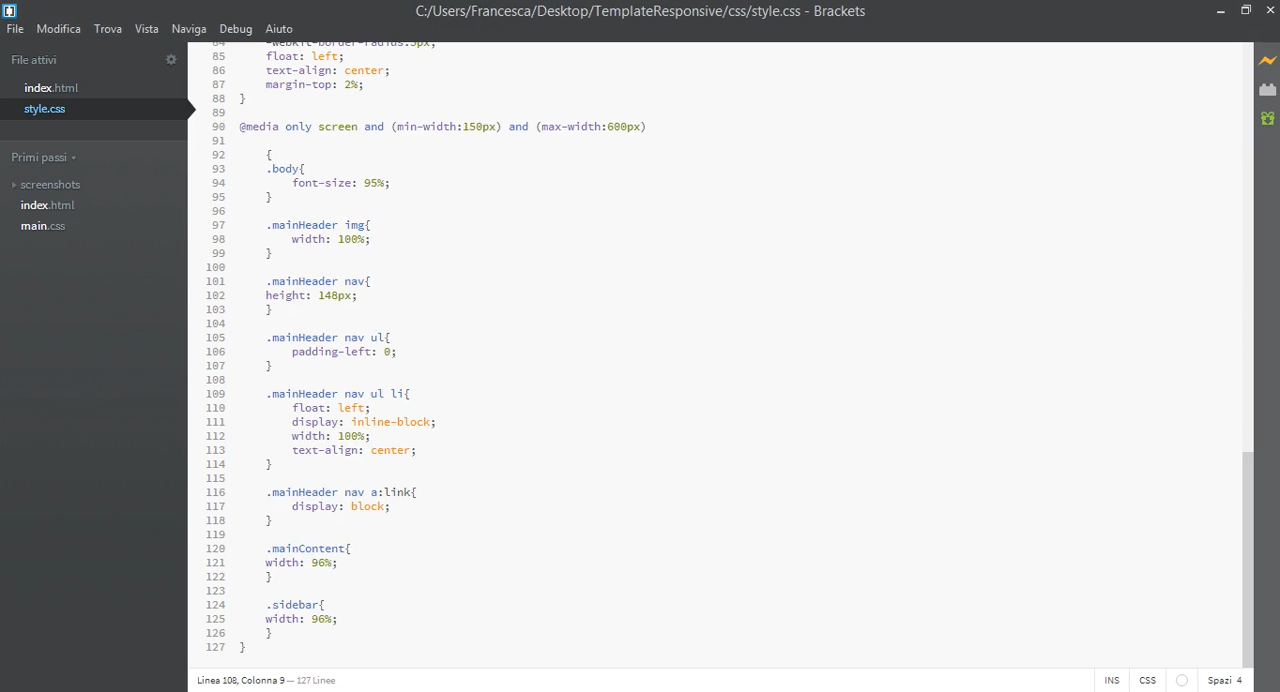 C:/Users/Francesca/Desktop/TemplateResponsive/css/style.css - Brackets
File Modifica Trova Vista Naviga Debug Aiuto
File attivi
index.html
style.css
Primi passi
screenshots
index.html
main.css
84 -webkit-border-radius:5px;
85 float: left;
86 text-align: center;
87 margin-top: 2%;
88 }
89
90 @media only screen and (min-width:150px) and (max-width:600px)
91
92 {
93 .body{
94 font-size: 95%;
95 }
96
97 .mainHeader img{
98 width: 100%;
99 }
100
101 .mainHeader nav{
102 height: 148px;
103 }
104
105 .mainHeader nav ul{
106 padding-left: 0;
107 }
108
109 .mainHeader nav ul li{
110 float: left;
111 display: inline-block;
112 width: 100%;
113 text-align: center;
114 }
115
116 .mainHeader nav a:link{
117 display: block;
118 }
119
120 .mainContent{
121 width: 96%;
122 }
123
124 .sidebar{
125 width: 96%;
126 }
127 }
Linea 108, Colonna 9 — 127 Linee
INS CSS Spazi 4